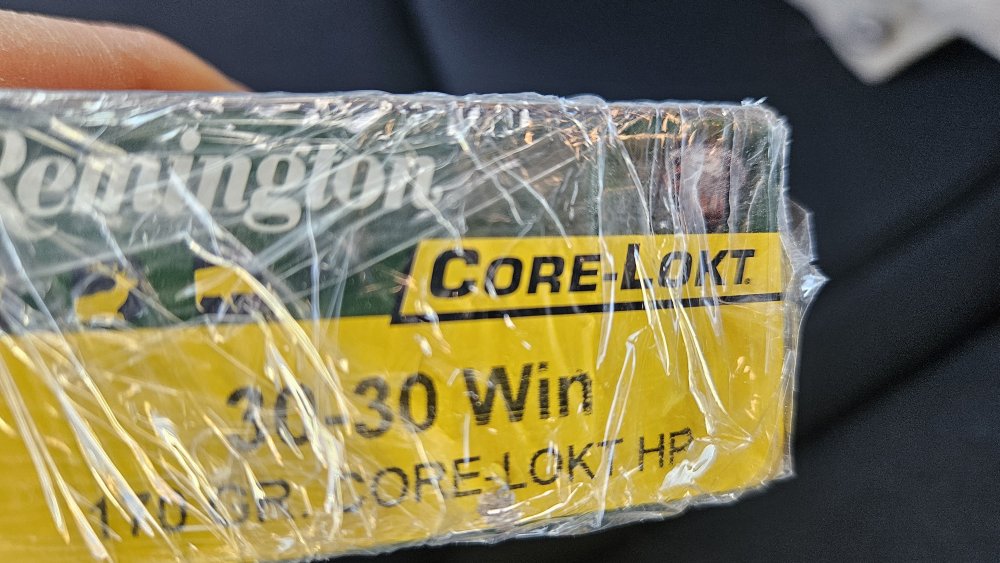 Remington
CORE-LOKT
30-30 Win
170 GR. CORE-LOKT HP